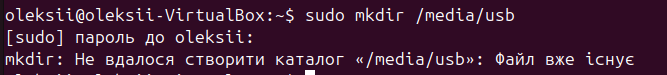 oleksii@oleksii-VirtualBox:~$ sudo mkdir /media/usb
[sudo] пароль до oleksii:
mkdir: Не вдалося створити каталог «/media/usb»: Файл вже існує